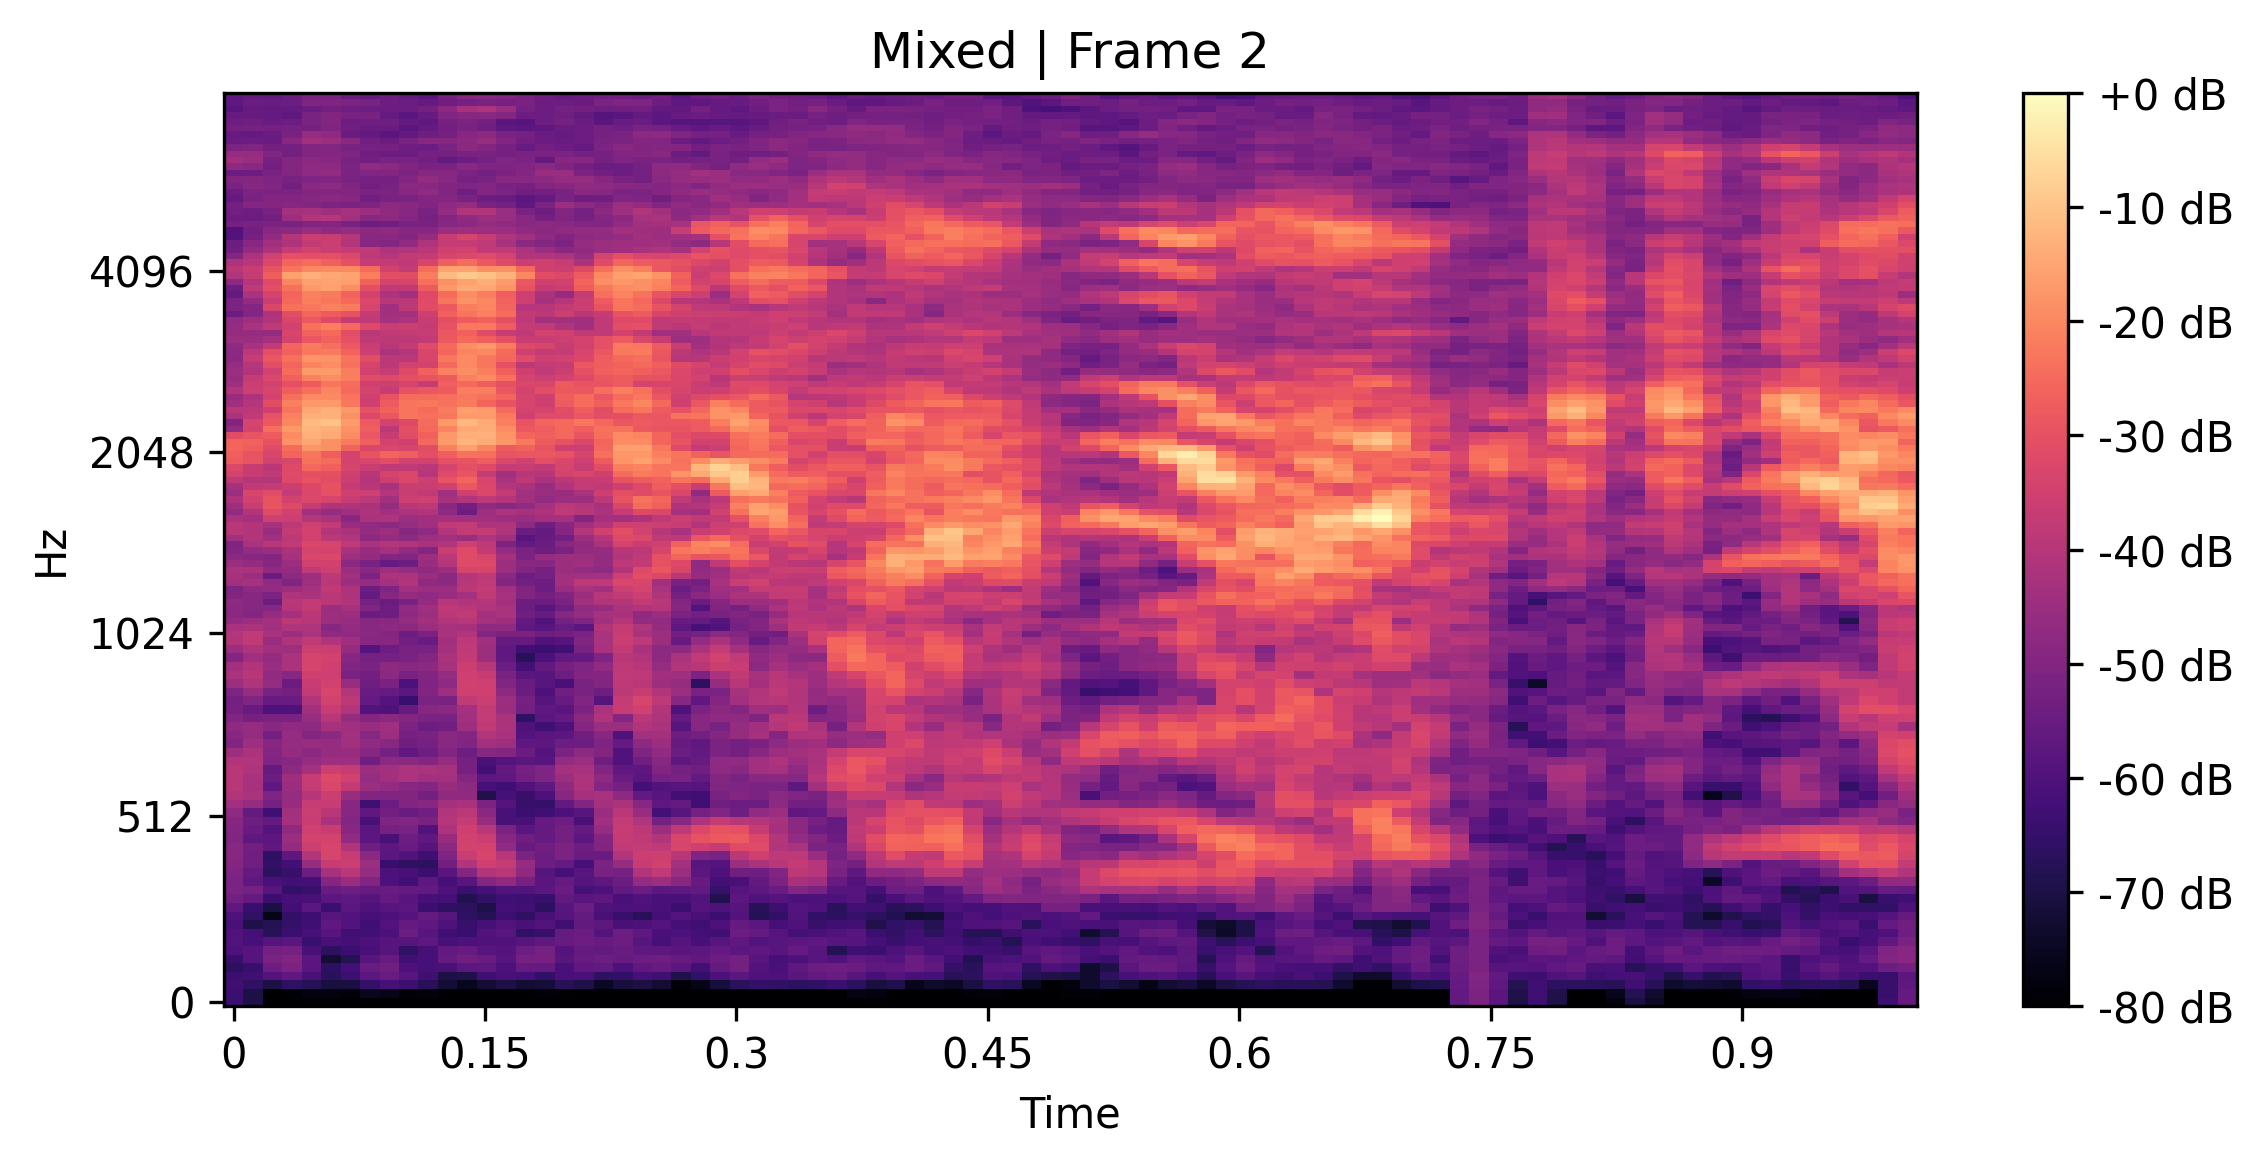 Mixed | Frame 2
Hz
4096
2048
1024
512
0
0 0.15 0.3 0.45 0.6 0.75 0.9
Time
+0 dB
-10 dB
-20 dB
-30 dB
-40 dB
-50 dB
-60 dB
-70 dB
-80 dB